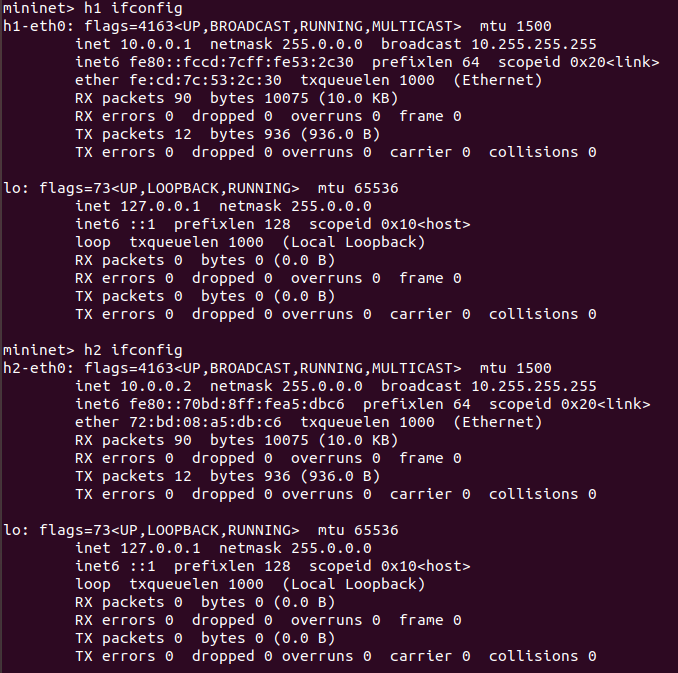 mininet> h1 ifconfig
h1-eth0: flags=4163<UP,BROADCAST,RUNNING,MULTICAST>  mtu 1500
        inet 10.0.0.1  netmask 255.0.0.0  broadcast 10.255.255.255
        inet6 fe80::fccd:7cff:fe53:2c30  prefixlen 64  scopeid 0x20<link>
        ether fe:cd:7c:53:2c:30  txqueuelen 1000  (Ethernet)
        RX packets 90  bytes 10075 (10.0 KB)
        RX errors 0  dropped 0  overruns 0  frame 0
        TX packets 12  bytes 936 (936.0 B)
        TX errors 0  dropped 0 overruns 0  carrier 0  collisions 0

lo: flags=73<UP,LOOPBACK,RUNNING>  mtu 65536
        inet 127.0.0.1  netmask 255.0.0.0
        inet6 ::1  prefixlen 128  scopeid 0x10<host>
        loop  txqueuelen 1000  (Local Loopback)
        RX packets 0  bytes 0 (0.0 B)
        RX errors 0  dropped 0  overruns 0  frame 0
        TX packets 0  bytes 0 (0.0 B)
        TX errors 0  dropped 0 overruns 0  carrier 0  collisions 0

mininet> h2 ifconfig
h2-eth0: flags=4163<UP,BROADCAST,RUNNING,MULTICAST>  mtu 1500
        inet 10.0.0.2  netmask 255.0.0.0  broadcast 10.255.255.255
        inet6 fe80::70bd:8ff:fea5:dbc6  prefixlen 64  scopeid 0x20<link>
        ether 72:bd:08:a5:db:c6  txqueuelen 1000  (Ethernet)
        RX packets 90  bytes 10075 (10.0 KB)
        RX errors 0  dropped 0  overruns 0  frame 0
        TX packets 12  bytes 936 (936.0 B)
        TX errors 0  dropped 0 overruns 0  carrier 0  collisions 0

lo: flags=73<UP,LOOPBACK,RUNNING>  mtu 65536
        inet 127.0.0.1  netmask 255.0.0.0
        inet6 ::1  prefixlen 128  scopeid 0x10<host>
        loop  txqueuelen 1000  (Local Loopback)
        RX packets 0  bytes 0 (0.0 B)
        RX errors 0  dropped 0  overruns 0  frame 0
        TX packets 0  bytes 0 (0.0 B)
        TX errors 0  dropped 0 overruns 0  carrier 0  collisions 0